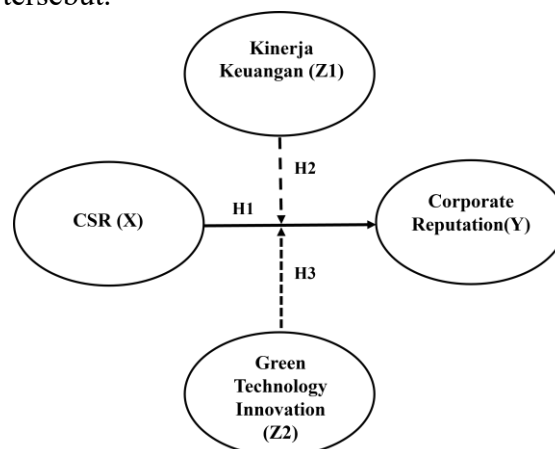 tersebut.
Kinerja
Keuangan (Z1)
H2
H1
CSR (X)
Corporate
Reputation(Y)
H3
Green
Technology
Innovation
(Z2)